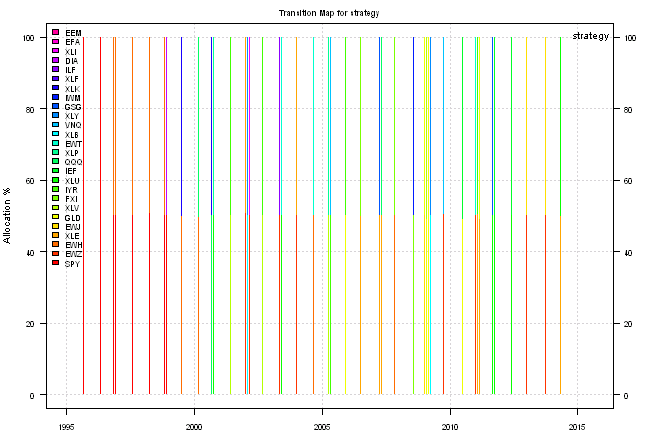 Transition Map for strategy
strategy
EEM
EFA
XLI
DIA
ILF
XLF
XLK
IWM
GSG
XLY
VNQ
XLB
EWT
XLP
QQQ
IEF
XLU
IYR
FXI
XLV
GLD
EWJ
XLE
EWH
EWZ
SPY
Allocation %
100
80
60
40
20
0
100
80
60
40
20
0
1995
2000
2005
2010
2015